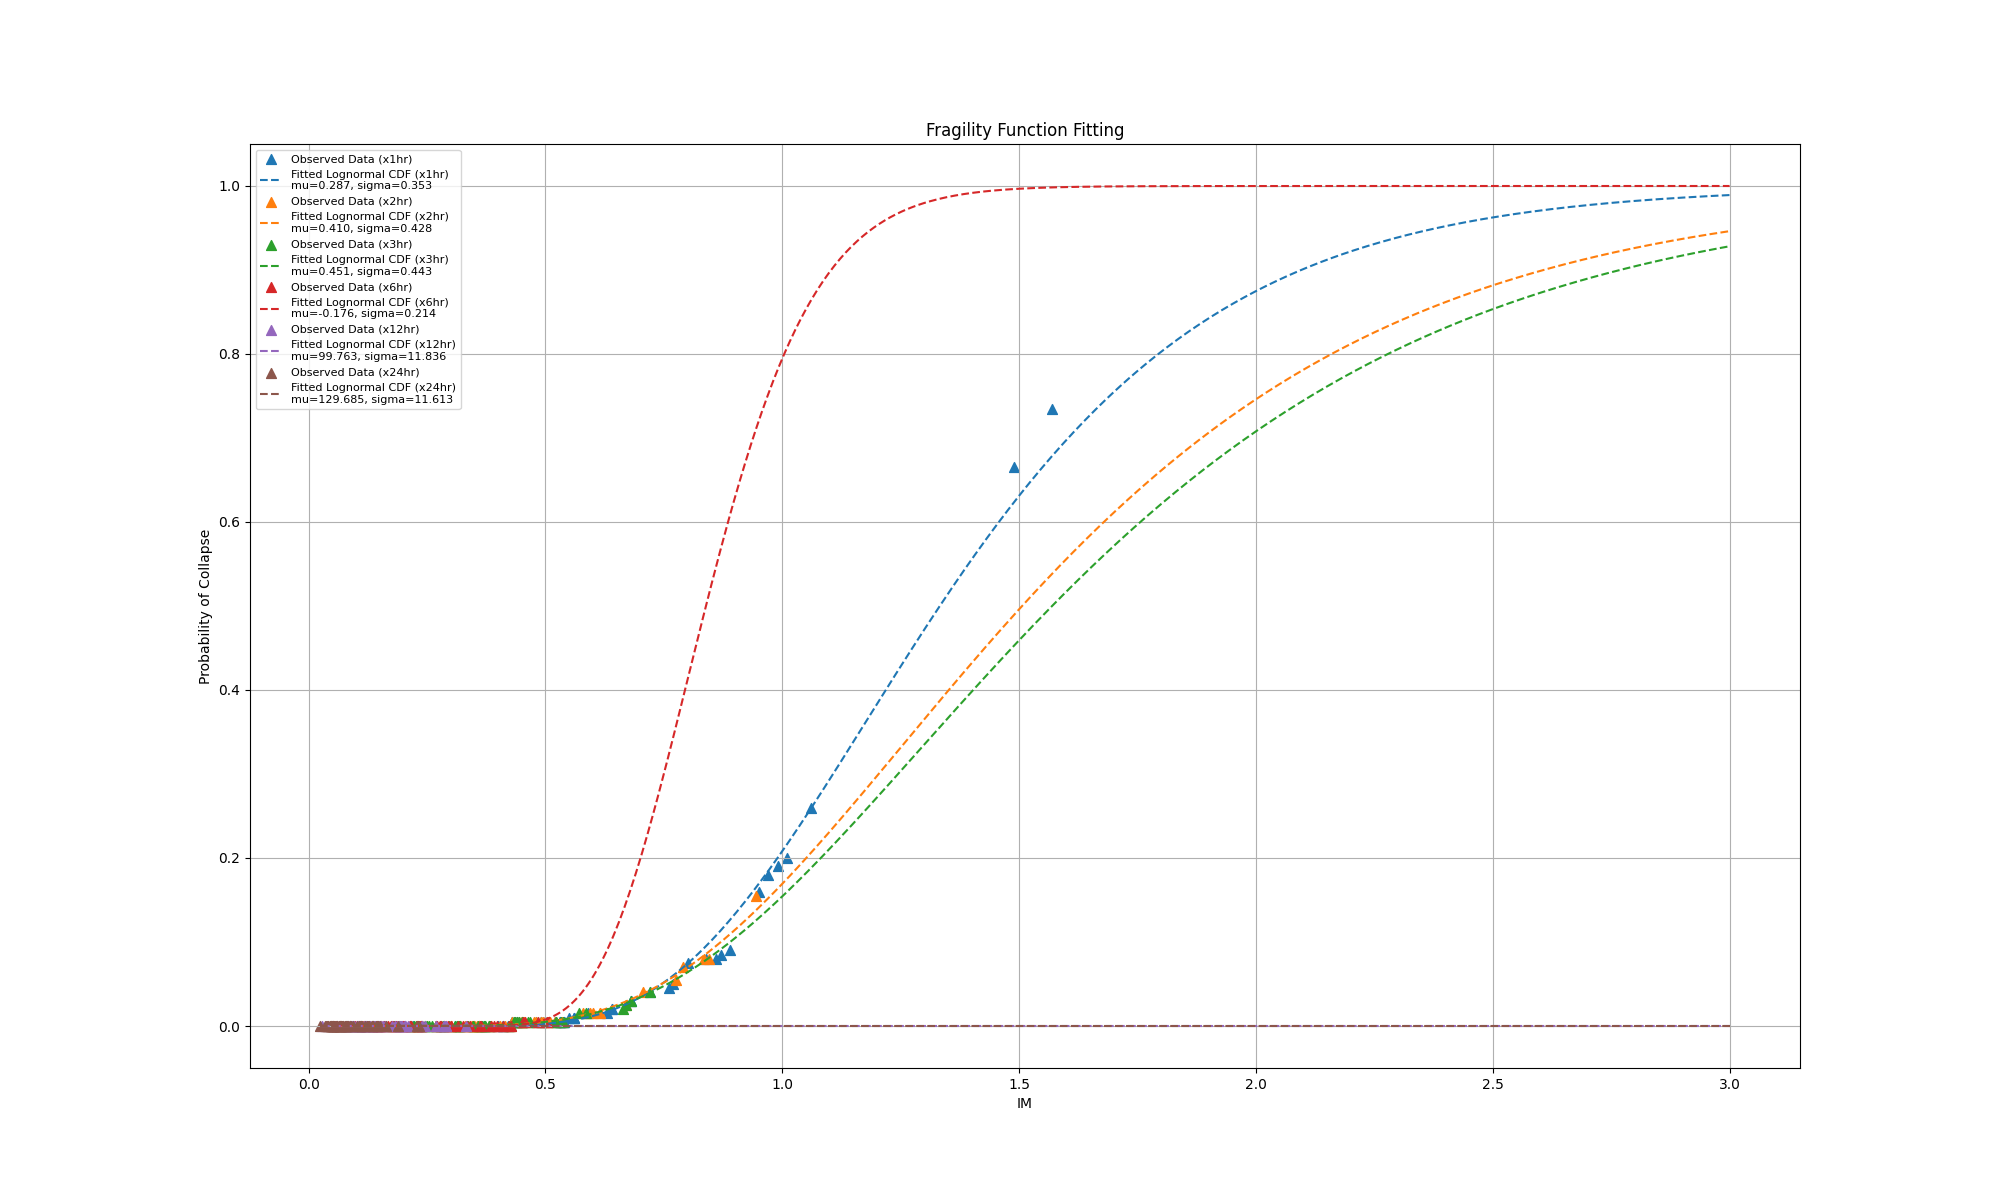 Fragility Function Fitting
Observed Data (x1hr)
Fitted Lognormal CDF (x1hr)
mu=0.287, sigma=0.353
Observed Data (x2hr)
Fitted Lognormal CDF (x2hr)
mu=0.410, sigma=0.428
Observed Data (x3hr)
Fitted Lognormal CDF (x3hr)
mu=0.451, sigma=0.443
Observed Data (x6hr)
Fitted Lognormal CDF (x6hr)
mu=-0.176, sigma=0.214
Observed Data (x12hr)
Fitted Lognormal CDF (x12hr)
mu=99.763, sigma=11.836
Observed Data (x24hr)
Fitted Lognormal CDF (x24hr)
mu=129.685, sigma=11.613
Probability of Collapse
1.0
0.8
0.6
0.4
0.2
0.0
0.0 0.5 1.0 1.5 2.0 2.5 3.0
IM